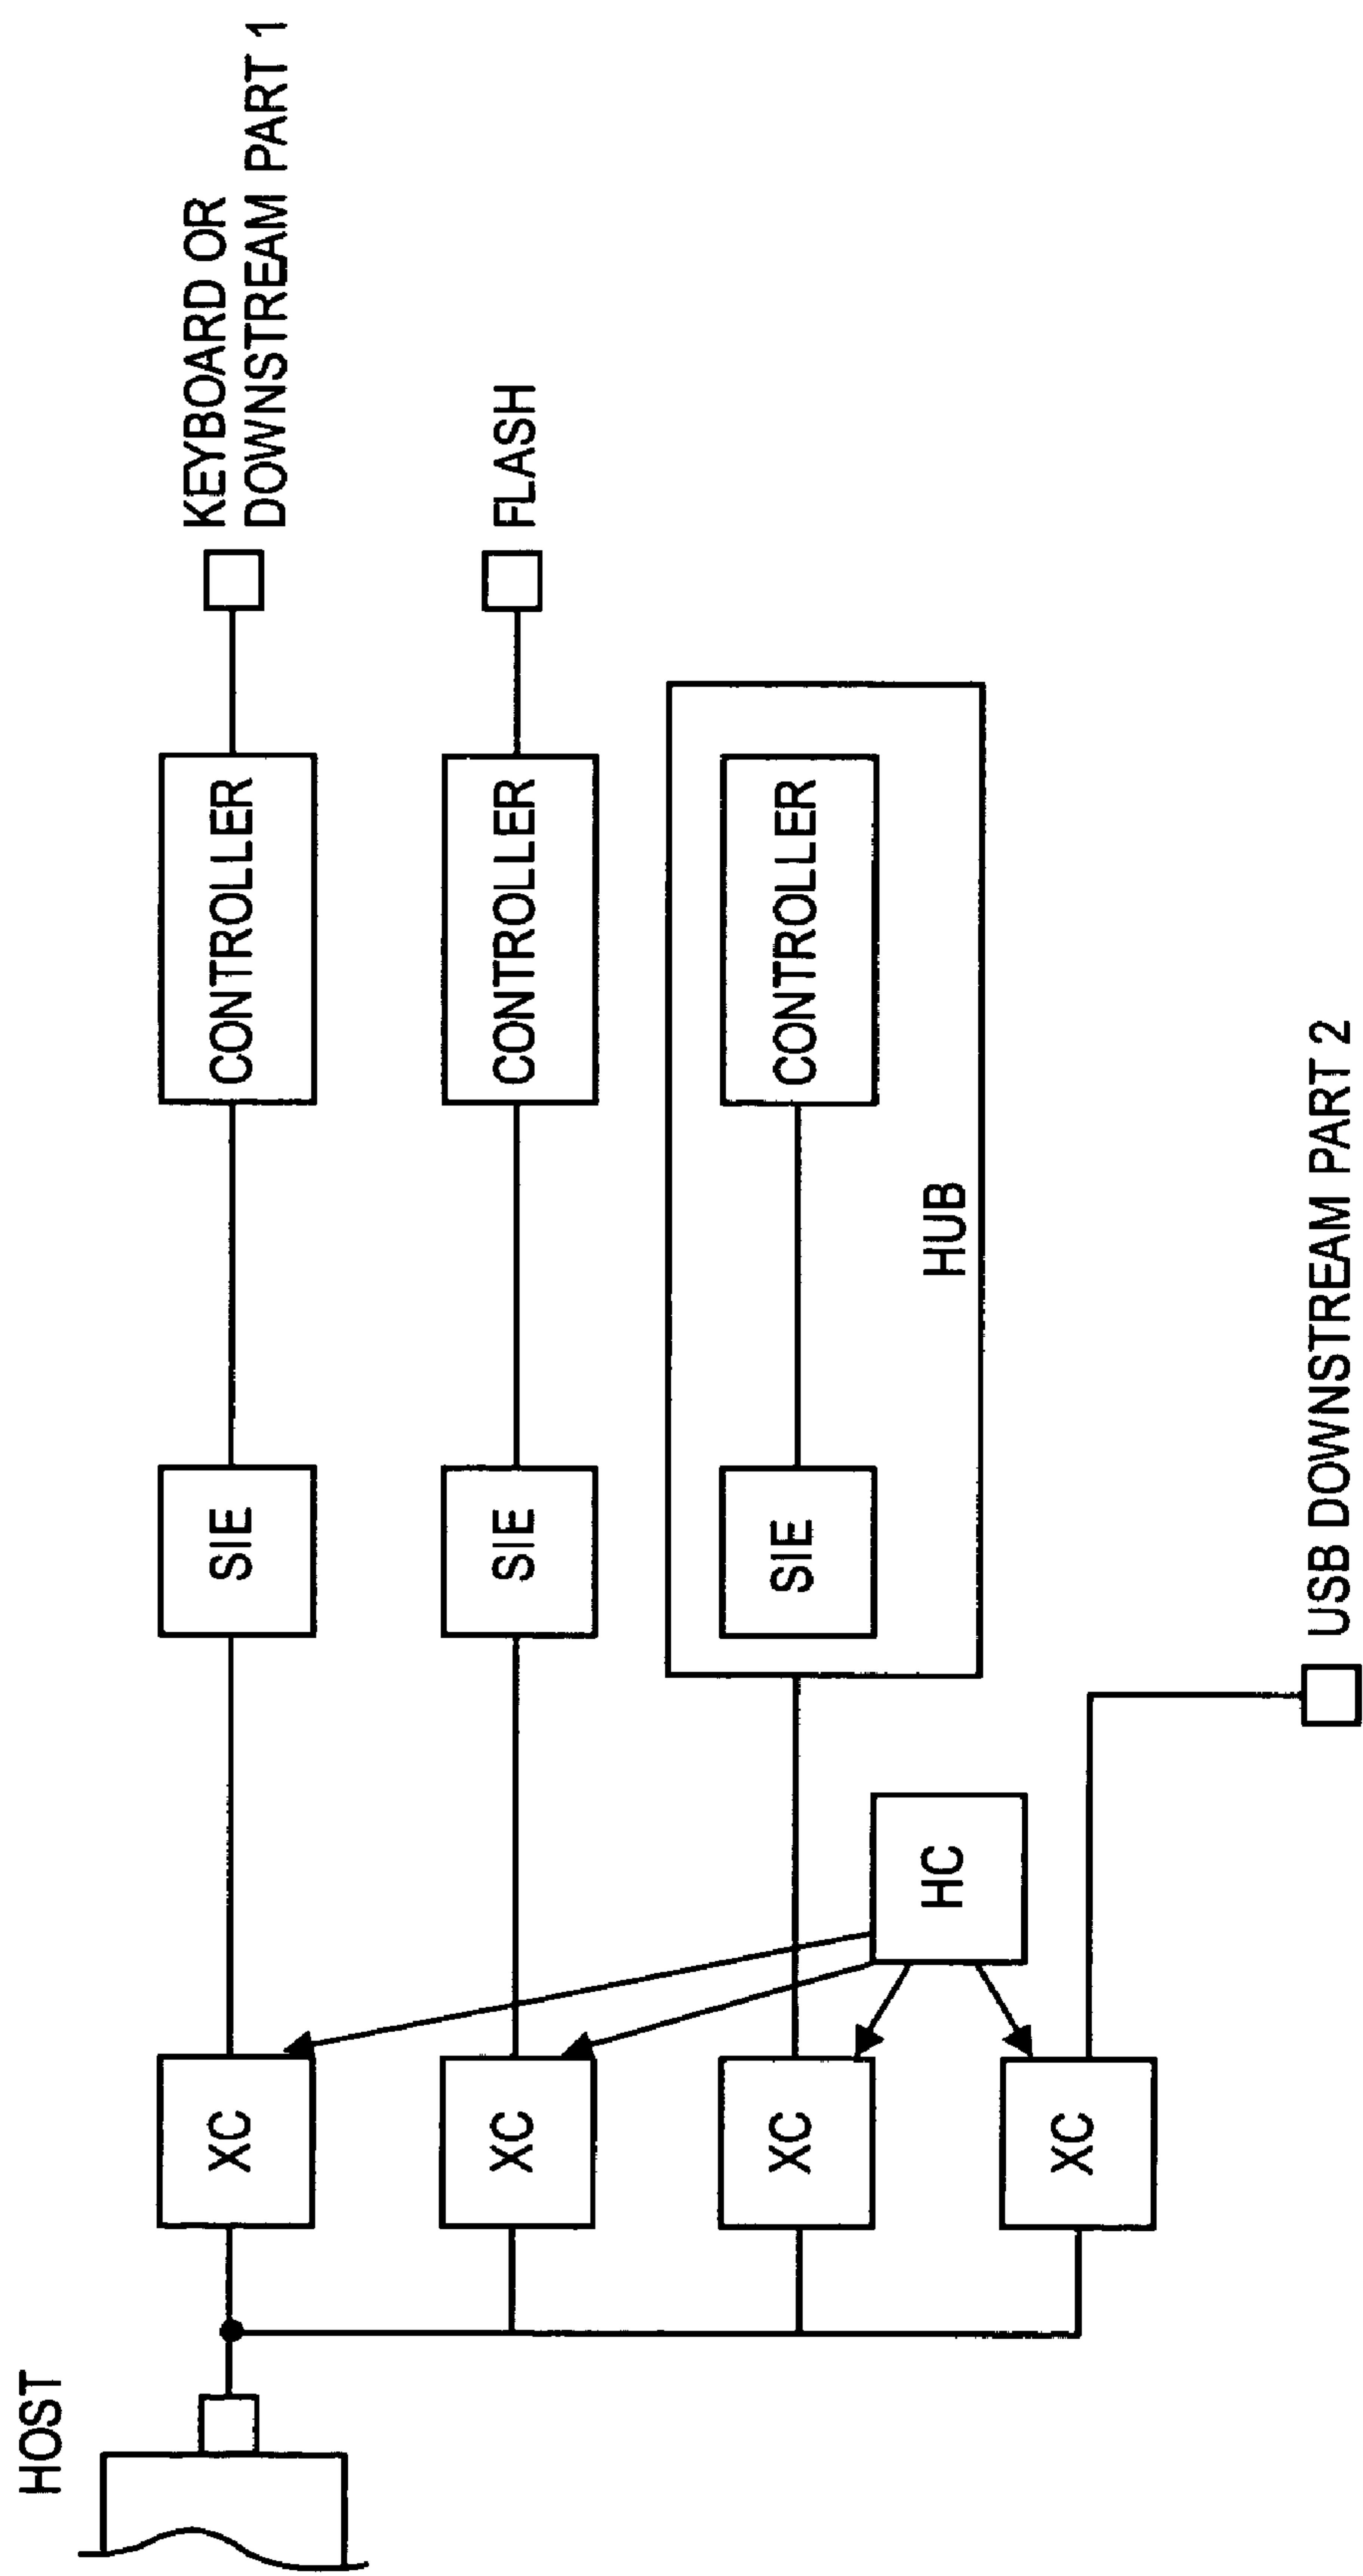 HOST
XC
SIE
CONTROLLER
KEYBOARD OR
DOWNSTREAM PART 1
XC
SIE
CONTROLLER
FLASH
XC
SIE
CONTROLLER
HC
HUB
XC
USB DOWNSTREAM PART 2